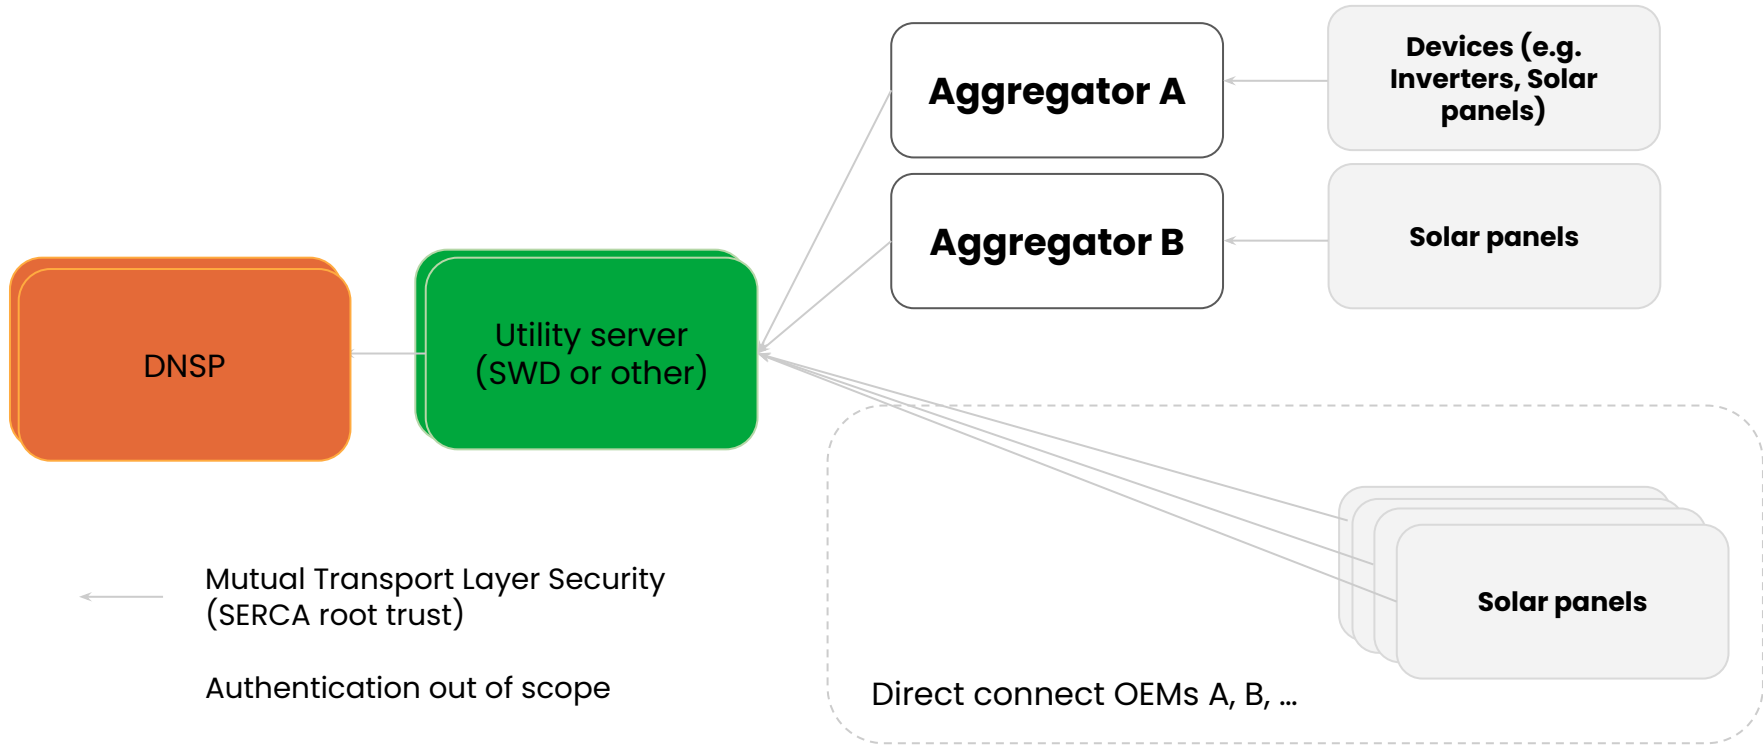 Aggregator A
Devices (e.g.
Inverters, Solar
panels)
Aggregator B
Solar panels
DNSP
Utility server
(SWD or other)
Mutual Transport Layer Security
(SERCA root trust)
Authentication out of scope
Solar panels
Direct connect OEMs A, B, ...